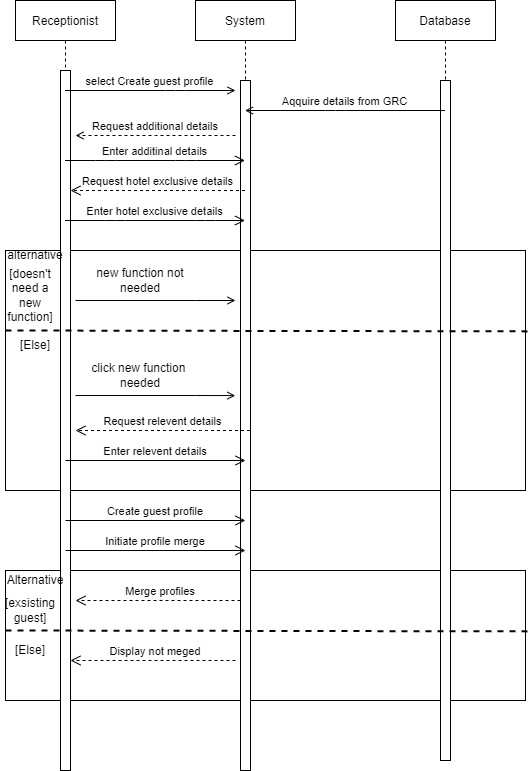 Receptionist
System
Database
select Create guest profile
Aqquire details from GRC
Request additional details
Enter additinal details
Request hotel exclusive details
Enter hotel exclusive details
alternative
[doesn't
need a
new
function]
new function not
needed
[Else]
click new function
needed
Request relevent details
Enter relevent details
Create guest profile
Initiate profile merge
Alternative
[exsisting
guest]
Merge profiles
[Else]
Display not meged